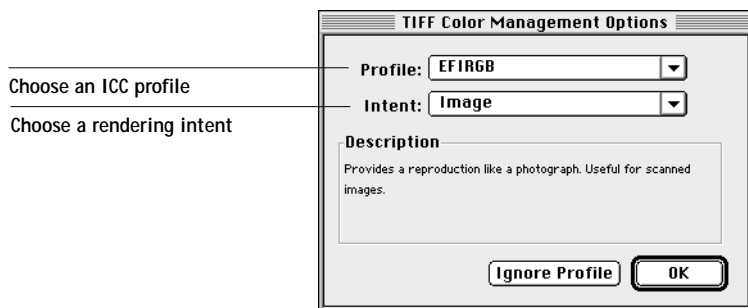 TIFF Color Management Options
Profile: EFIRGB
Choose an ICC profile
Intent: Image
Choose a rendering intent
Description
Provides a reproduction like a photograph. Useful for scanned
images.
Ignore Profile OK